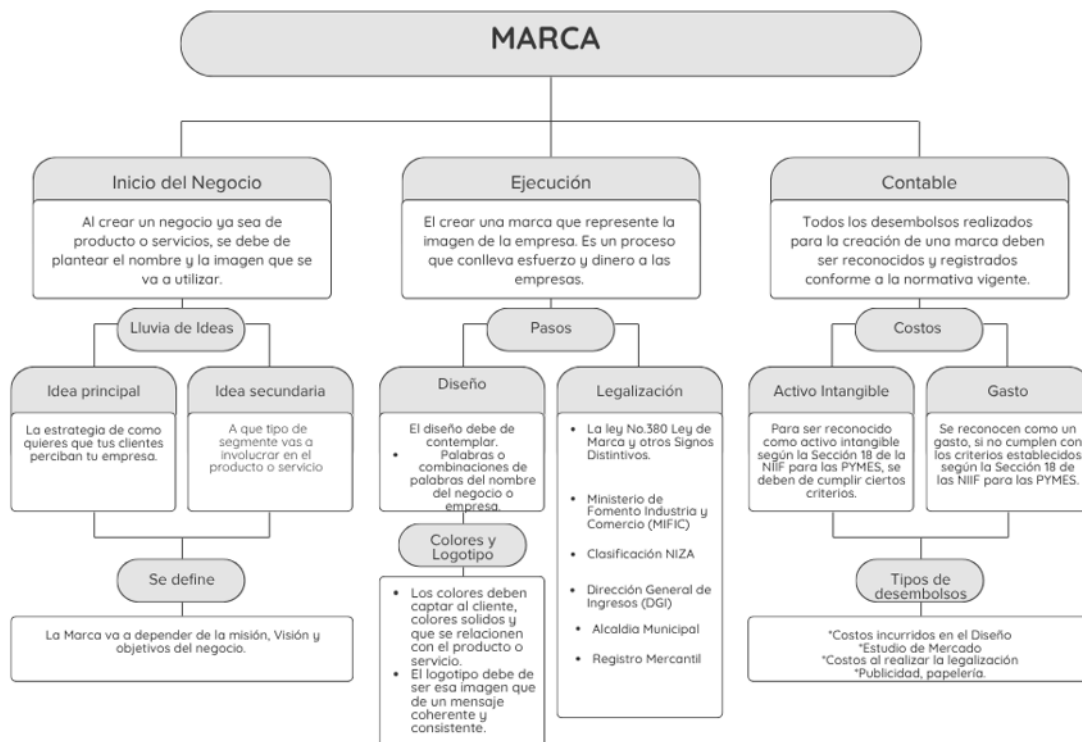 MARCA
Inicio del Negocio
Al crear un negocio ya sea de
producto o servicios, se debe de
plantear el nombre y la imagen que se
va a utilizar.
Lluvia de Ideas
Idea principal
La estrategia de como
quieres que tus clientes
perciban tu empresa.
Idea secundaria
A que tipo de
segmente vas a
involucrar en el
producto o servicio
Se define
La Marca va a depender de la misión, Visión y
objetivos del negocio.
Ejecución
El crear una marca que represente la
imagen de la empresa. Es un proceso
que conlleva esfuerzo y dinero a las
empresas.
Pasos
Diseño
El diseño debe de
contemplar.
• Palabras o
combinaciones de
palabras del nombre
del negocio o
empresa.
Colores y
Logotipo
• Los colores deben
captar al cliente,
colores solidos y
que se relacionen
con el producto o
servicio.
• El logotipo debe de
ser esa imagen que
de un mensaje
coherente y
consistente.
Legalización
• La ley No.380 Ley de
Marca y otros Signos
Distintivos.
• Ministerio de
Fomento Industria y
Comercio (MIFIC)
• Clasificación NIZA
• Dirección General de
Ingresos (DGI)
• Alcaldia Municipal
• Registro Mercantil
Contable
Todos los desembolsos realizados
para la creación de una marca deben
ser reconocidos y registrados
conforme a la normativa vigente.
Costos
Activo Intangible
Para ser reconocido
como activo intangible
según la Sección 18 de la
NIIF para las PYMES, se
deben de cumplir ciertos
criterios.
Gasto
Se reconocen como un
gasto, si no cumplen con
los criterios establecidos
según la Sección 18 de
las NIIF para las PYMES.
Tipos de
desembolsos
*Costos incurridos en el Diseño
*Estudio de Mercado
*Costos al realizar la legalización
*Publicidad, papelería.